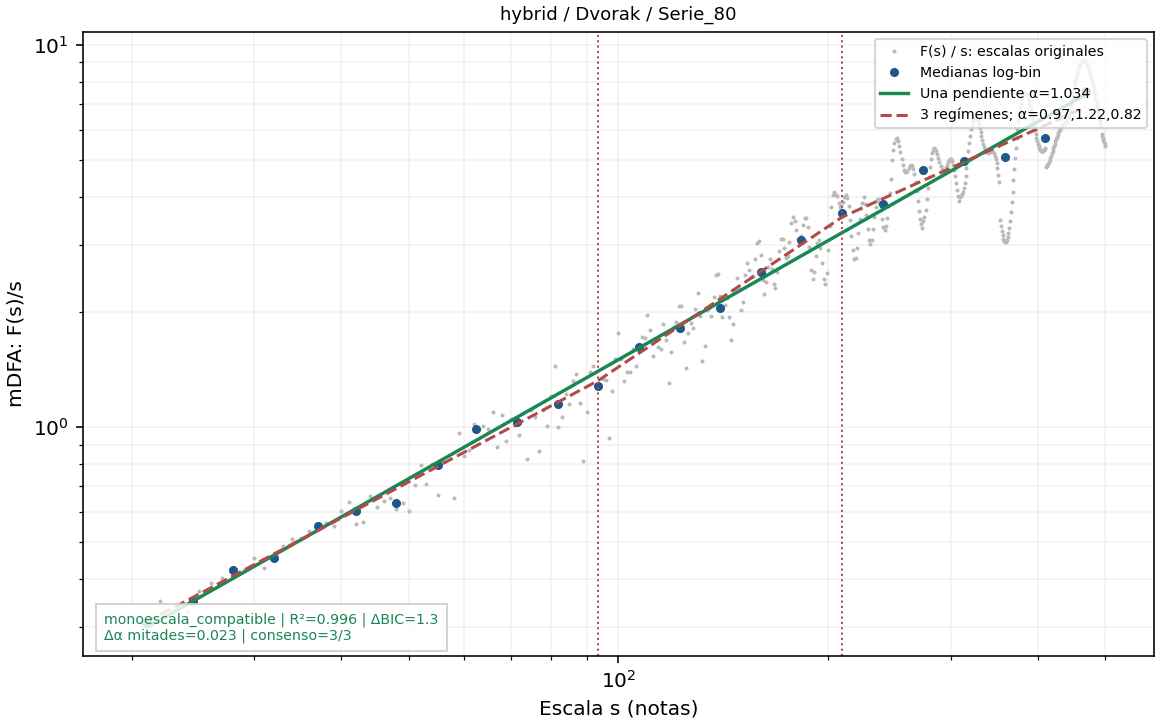 hybrid / Dvorak / Serie_80
10¹
10⁰
mDFA: F(s)/s
F(s) / s: escalas originales
Medianas log-bin
Una pendiente α=1.034
3 regímenes; α=0.97,1.22,0.82
monoescala_compatible | R²=0.996 | ΔBIC=1.3
Δα mitades=0.023 | consenso=3/3
10²
Escala s (notas)